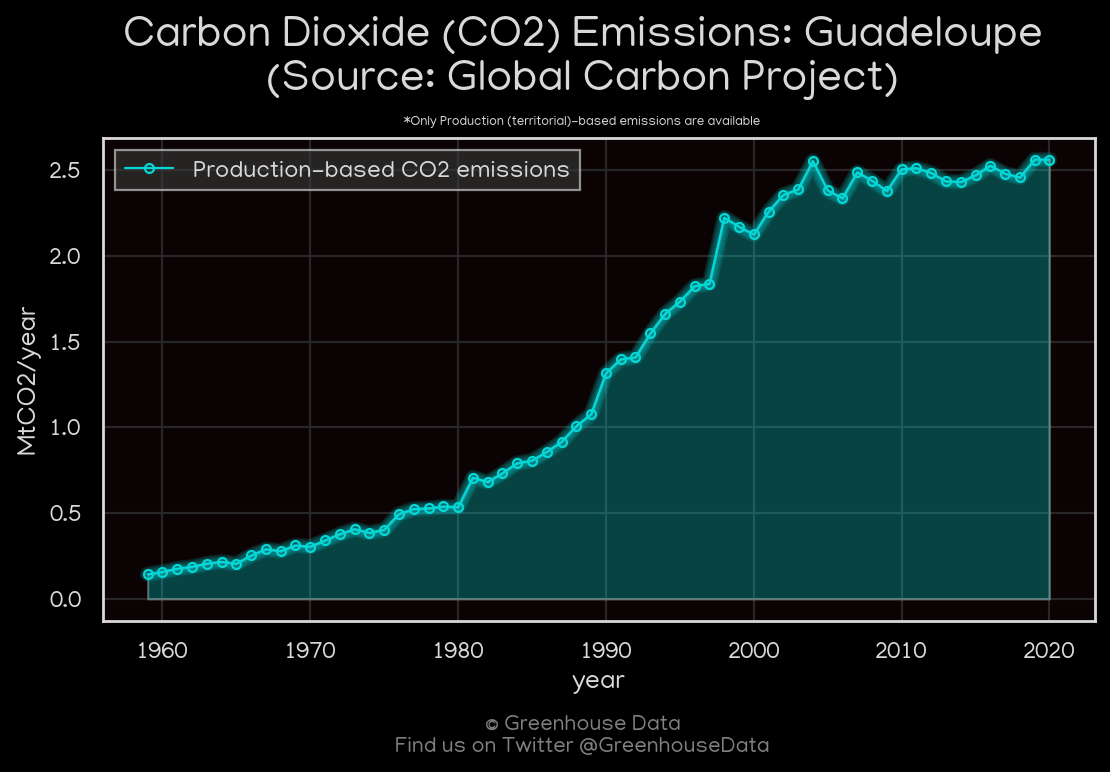 Carbon Dioxide (CO2) Emissions: Guadeloupe
(Source: Global Carbon Project)
*Only Production (territorial)-based emissions are available
Production-based CO2 emissions
MtCO2/year
2.5
2.0
1.5
1.0
0.5
0.0
1960 1970 1980 1990 2000 2010 2020
year
© Greenhouse Data
Find us on Twitter @GreenhouseData